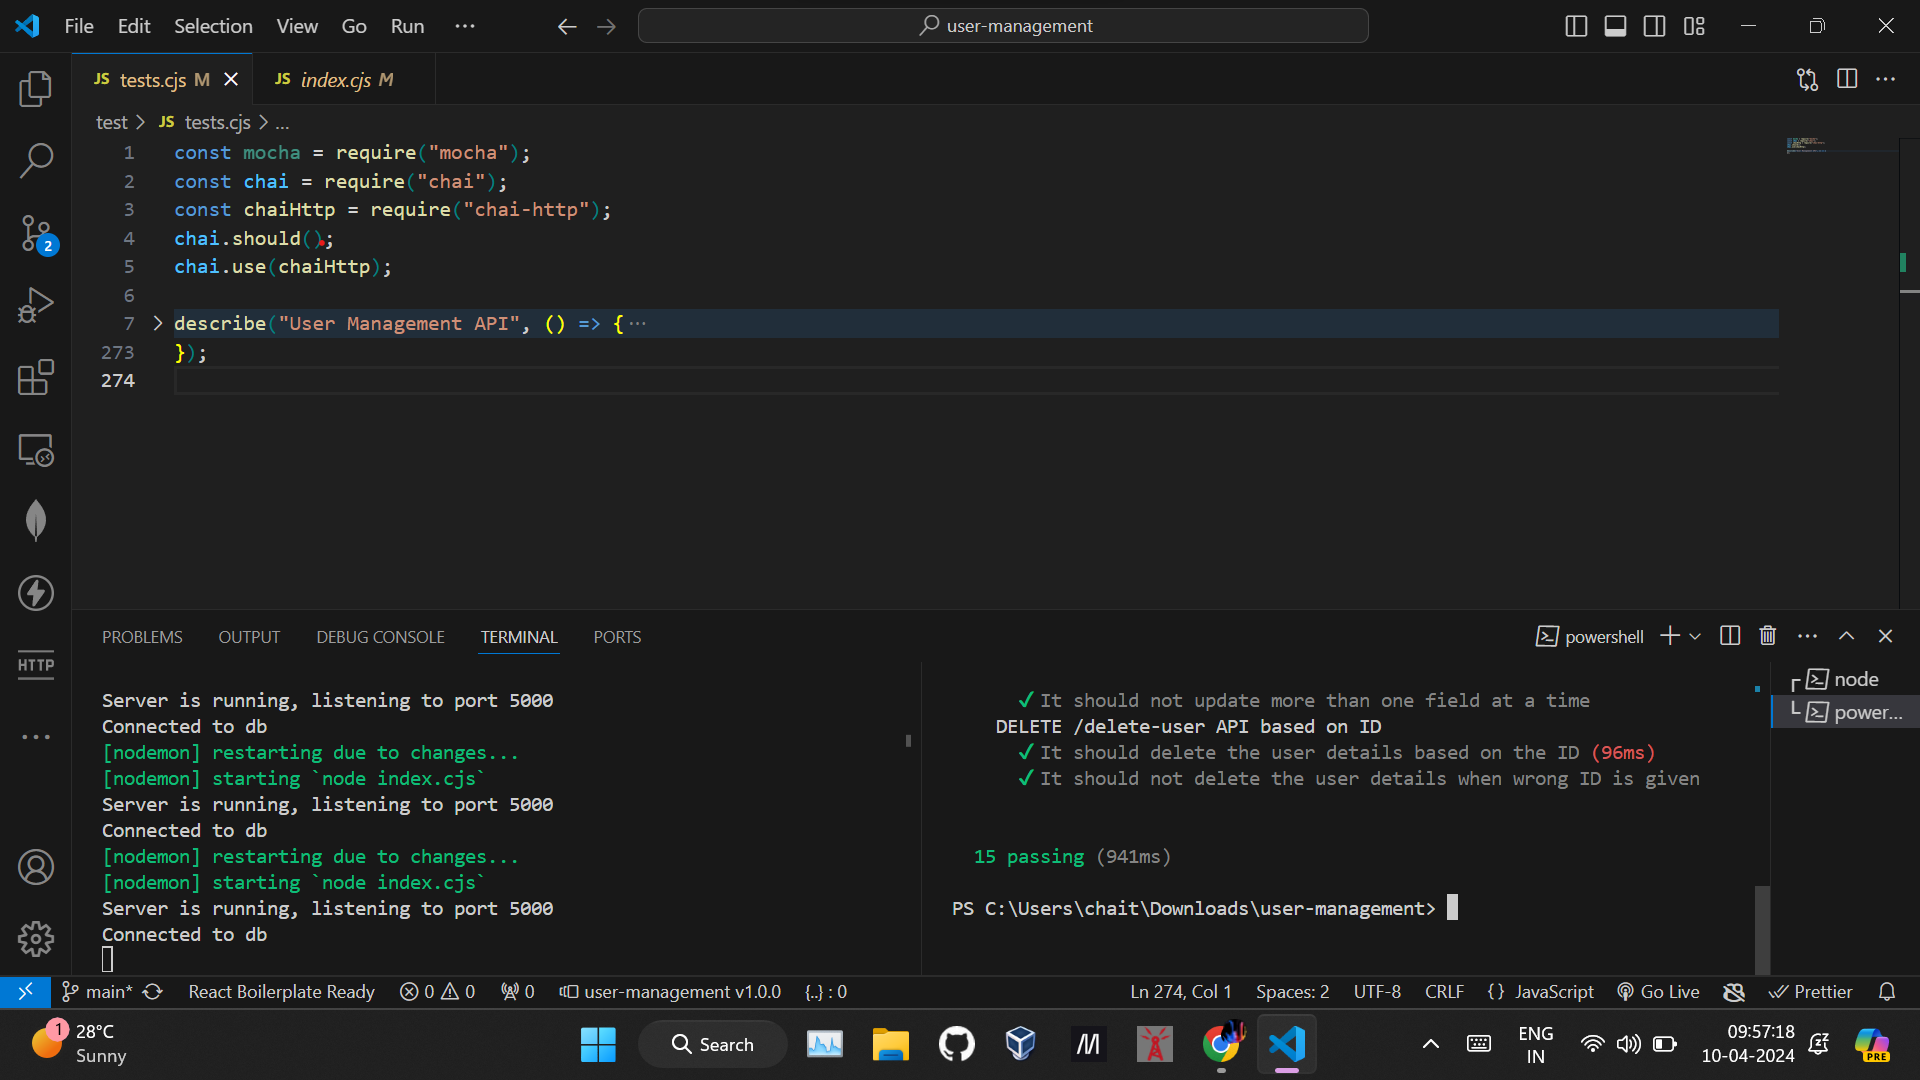 File Edit Selection View Go Run ···
user-management
JS tests.cjs M
JS index.cjs M
test > JS tests.cjs > ...
1 const mocha = require("mocha");
2 const chai = require("chai");
3 const chaiHttp = require("chai-http");
4 chai.should();
5 chai.use(chaiHttp);
6
7 describe("User Management API", () => {···
273 });
274
2
HTTP
PROBLEMS OUTPUT DEBUG CONSOLE TERMINAL PORTS
powershell
Server is running, listening to port 5000
Connected to db
[nodemon] restarting due to changes...
[nodemon] starting `node index.cjs`
Server is running, listening to port 5000
Connected to db
[nodemon] restarting due to changes...
[nodemon] starting `node index.cjs`
Server is running, listening to port 5000
Connected to db
✓ It should not update more than one field at a time
DELETE /delete-user API based on ID
✓ It should delete the user details based on the ID (96ms)
✓ It should not delete the user details when wrong ID is given
15 passing (941ms)
PS C:\Users\chait\Downloads\user-management>
node
power...
main* React Boilerplate Ready 0 0 0 user-management v1.0.0 {..} : 0 Ln 274, Col 1 Spaces: 2 UTF-8 CRLF {} JavaScript Go Live Prettier
1
28°C
Sunny
Search
M
ENG
IN
09:57:18
10-04-2024
PRE